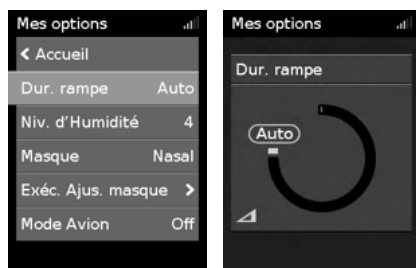 Mes options
Accueil
Dur. rampe Auto
Niv. d'Humidité 4
Masque Nasal
Exéc. Ajus. masque
Mode Avion Off
Mes options
Dur. rampe
Auto